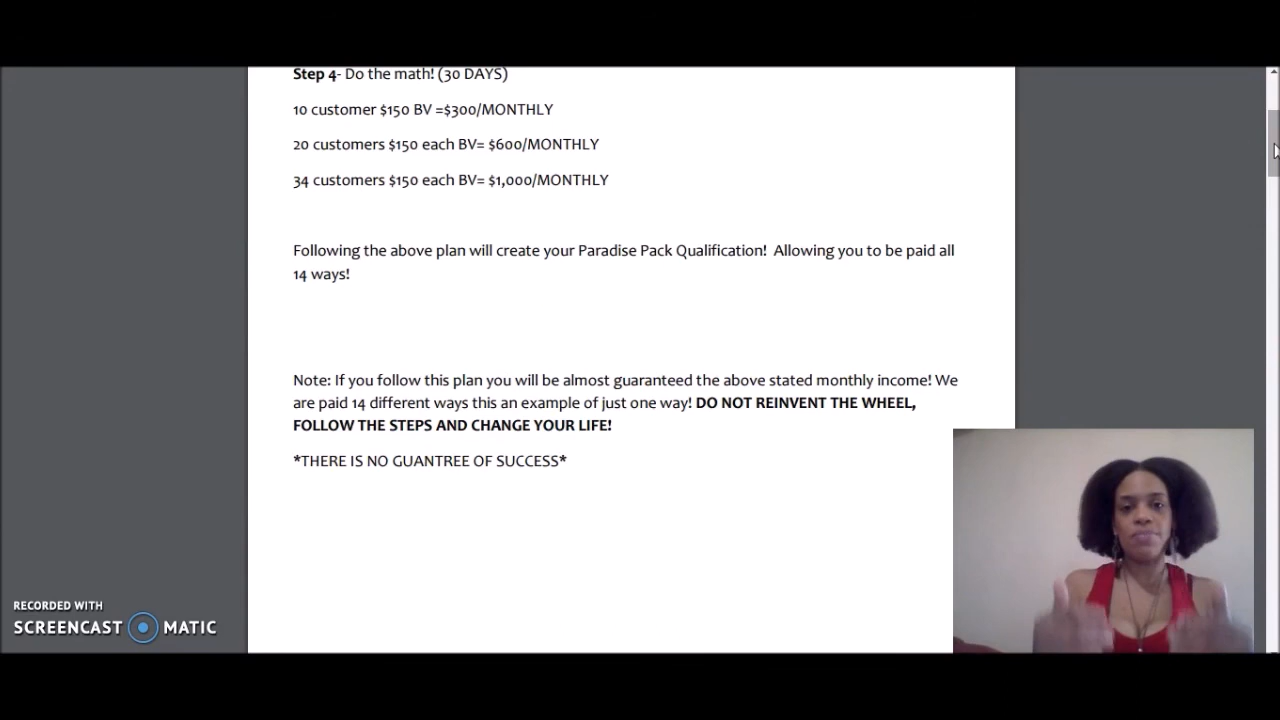 Step 4- Do the math! (30 DAYS)
10 customer $150 BV =$300/MONTHLY
20 customers $150 each BV= $600/MONTHLY
34 customers $150 each BV= $1,000/MONTHLY
Following the above plan will create your Paradise Pack Qualification!  Allowing you to be paid all
14 ways!
Note: If you follow this plan you will be almost guaranteed the above stated monthly income! We
are paid 14 different ways this an example of just one way! DO NOT REINVENT THE WHEEL,
FOLLOW THE STEPS AND CHANGE YOUR LIFE!
*THERE IS NO GUANTREE OF SUCCESS*
RECORDED WITH
SCREENCAST MATIC